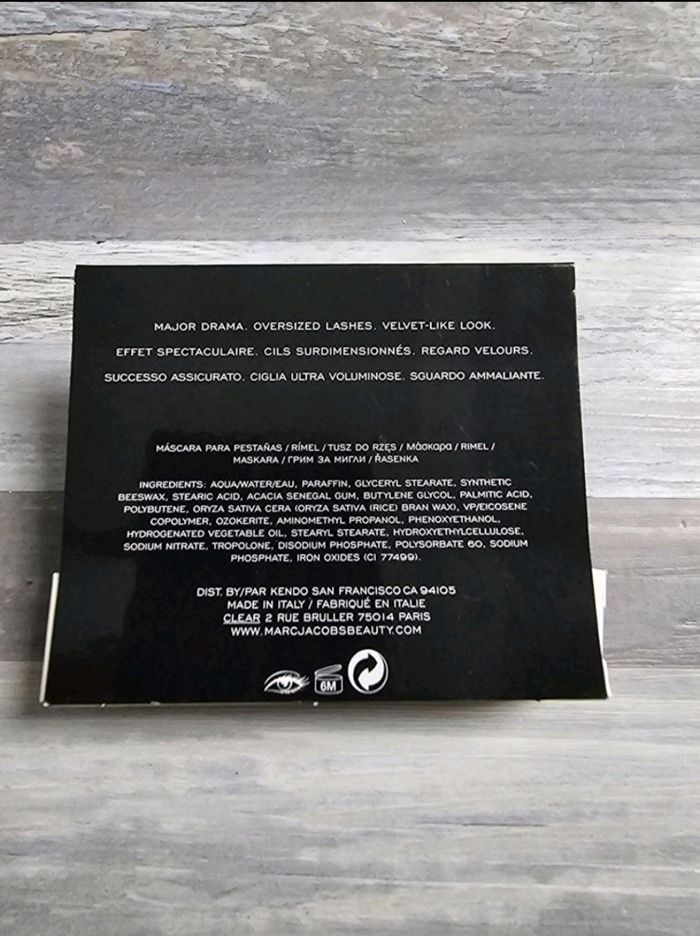 MAJOR DRAMA. OVERSIZED LASHES. VELVET-LIKE LOOK.
EFFET SPECTACULAIRE. CILS SURDIMENSIONNÉS. REGARD VELOURS.
SUCCESSO ASSICURATO. CIGLIA ULTRA VOLUMINOSE. SGUARDO AMMALIANTE.
MÁSCARA PARA PESTAÑAS / RÍMEL / TUSZ DO RZĘS / Μάσκαρα / RIMEL /
MASKARA / ГРИМ ЗА МИГЛИ / ŘASENKA
INGREDIENTS: AQUA/WATER/EAU, PARAFFIN, GLYCERYL STEARATE, SYNTHETIC
BEESWAX, STEARIC ACID, ACACIA SENEGAL GUM, BUTYLENE GLYCOL, PALMITIC ACID,
POLYBUTENE, ORYZA SATIVA CERA (ORYZA SATIVA (RICE) BRAN WAX), VP/EICOSENE
COPOLYMER, OZOKERITE, AMINOMETHYL PROPANOL, PHENOXYETHANOL,
HYDROGENATED VEGETABLE OIL, STEARYL STEARATE, HYDROXYETHYLCELLULOSE,
SODIUM NITRATE, TROPOLONE, DISODIUM PHOSPHATE, POLYSORBATE 60, SODIUM
PHOSPHATE, IRON OXIDES (CI 77499).
DIST. BY/PAR KENDO SAN FRANCISCO CA 94105
MADE IN ITALY / FABRIQUÉ EN ITALIE
CLEAR 2 RUE BRULLER 75014 PARIS
WWW.MARCJACOBSBEAUTY.COM
6M